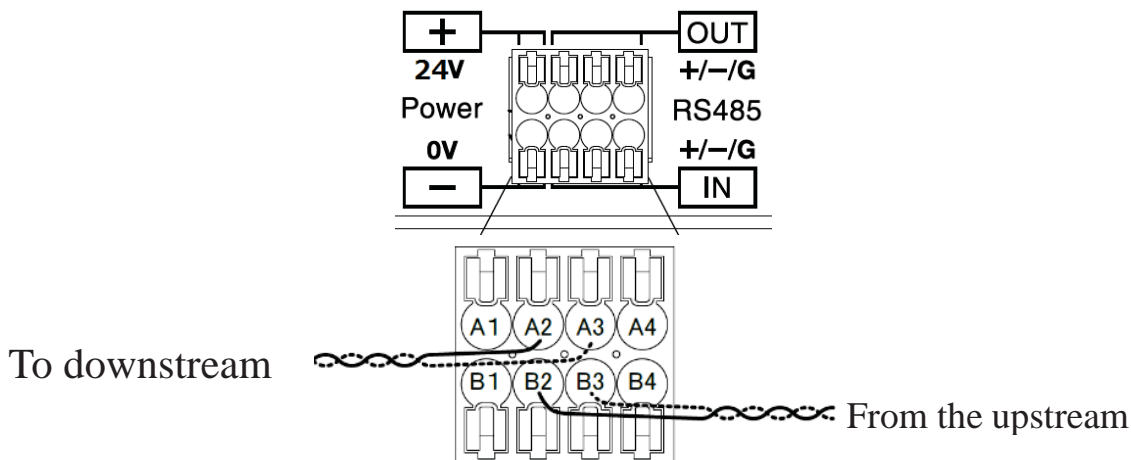 + OUT
24V +/−/G
Power RS485
0V +/−/G
− IN
A1 A2 A3 A4
To downstream
B1 B2 B3 B4
From the upstream